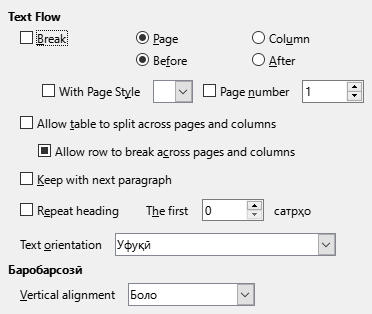 Text Flow
Break Page Column
Before After
With Page Style Page number 1
Allow table to split across pages and columns
Allow row to break across pages and columns
Keep with next paragraph
Repeat heading The first 0 сатрҳо
Text orientation Уфуқӣ
Баробарсозӣ
Vertical alignment Боло